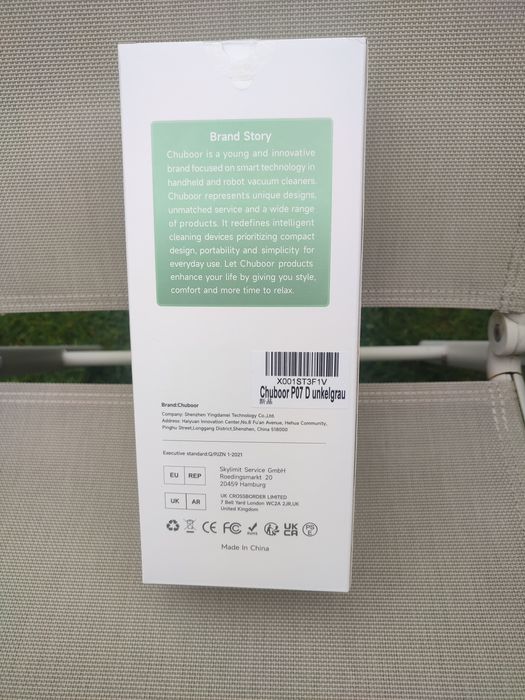 Brand Story
Chuboor is a young and innovative
brand focused on smart technology in
handheld and robot vacuum cleaners.
Chuboor represents unique designs,
unmatched service and a wide range
of products. It redefines intelligent
cleaning devices prioritizing compact
design, portability and simplicity for
everyday use. Let Chuboor products
enhance your life by giving you style,
comfort and more time to relax.
X001ST3F1V
Chuboor P07 D unkelgrau
新品
Brand:Chuboor
Company: Shenzhen Yingdamei Technology Co.,Ltd.
Address: Haiyuan Innovation Center,No.8 Fu'an Avenue, Hehua Community,
Pinghu Street,Longgang District,Shenzhen, China 518000
Executive standard:Q/PJZN 1-2021
EU REP
Skylimit Service GmbH
Roedingsmarkt 20
20459 Hamburg
UK AR
UK CROSSBORDER LIMITED
7 Bell Yard London WC2A 2JR,UK
United Kingdom
CE FC RoHS UK CA PS E
Made In China